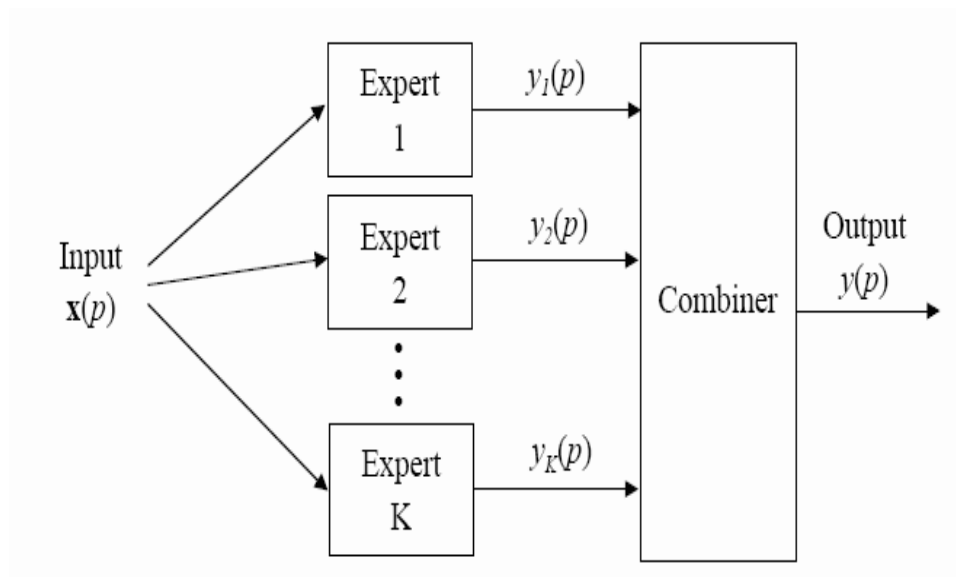 Input
x(p)
Expert
1
y1(p)
Expert
2
y2(p)
Expert
K
yK(p)
Combiner
Output
y(p)